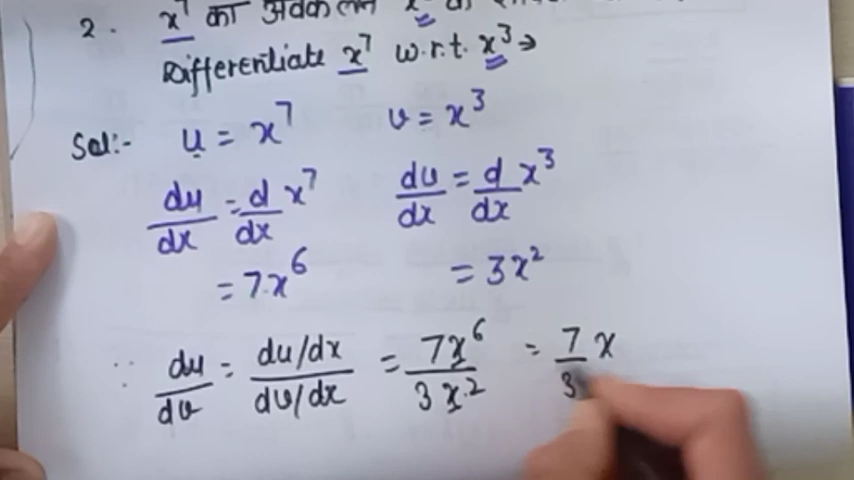 2. x⁷ का अवकलन
Differentiate x⁷ w.r.t. x³→
Sol:- u = x⁷ v = x³
du/dx = d/dx x⁷ dv/dx = d/dx x³
= 7x⁶ = 3x²
∵ du/dv = du/dx / dv/dx = 7x⁶ / 3x² = 7/3 x